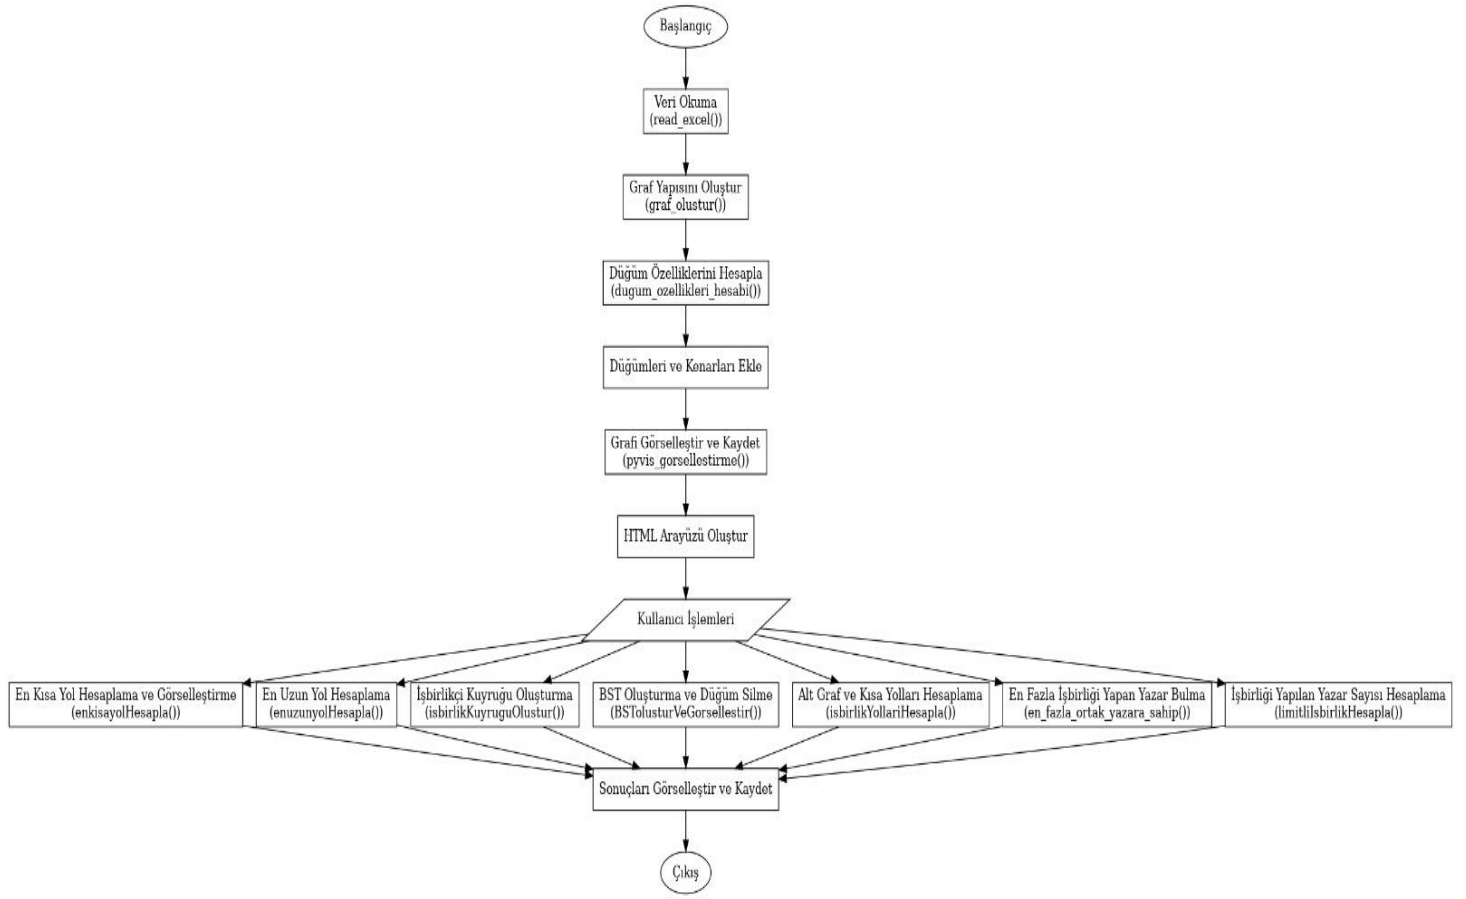 Başlangıç
Veri Okuma
(read_excel())
Graf Yapısını Oluştur
(graf_olustur())
Düğüm Özelliklerini Hesapla
(dugum_ozellikleri_hesabi())
Düğümleri ve Kenarları Ekle
Grafi Görselleştir ve Kaydet
(pyvis_gorsellestirme())
HTML Arayüzü Oluştur
Kullanıcı İşlemleri
En Kısa Yol Hesaplama ve Görselleştirme
(enkisayolHesapla())
En Uzun Yol Hesaplama
(enuzunyolHesapla())
İşbirlikçi Kuyruğu Oluşturma
(isbirlikKuyruguOlustur())
BST Oluşturma ve Düğüm Silme
(BSTolusturVeGorsellestir())
Alt Graf ve Kısa Yolları Hesaplama
(isbirlikYollariHesapla())
En Fazla İşbirliği Yapan Yazar Bulma
(en_fazla_ortak_yazara_sahip())
İşbirliği Yapılan Yazar Sayısı Hesaplama
(limitliIsbirlikHesapla())
Sonuçları Görselleştir ve Kaydet
Çıkış